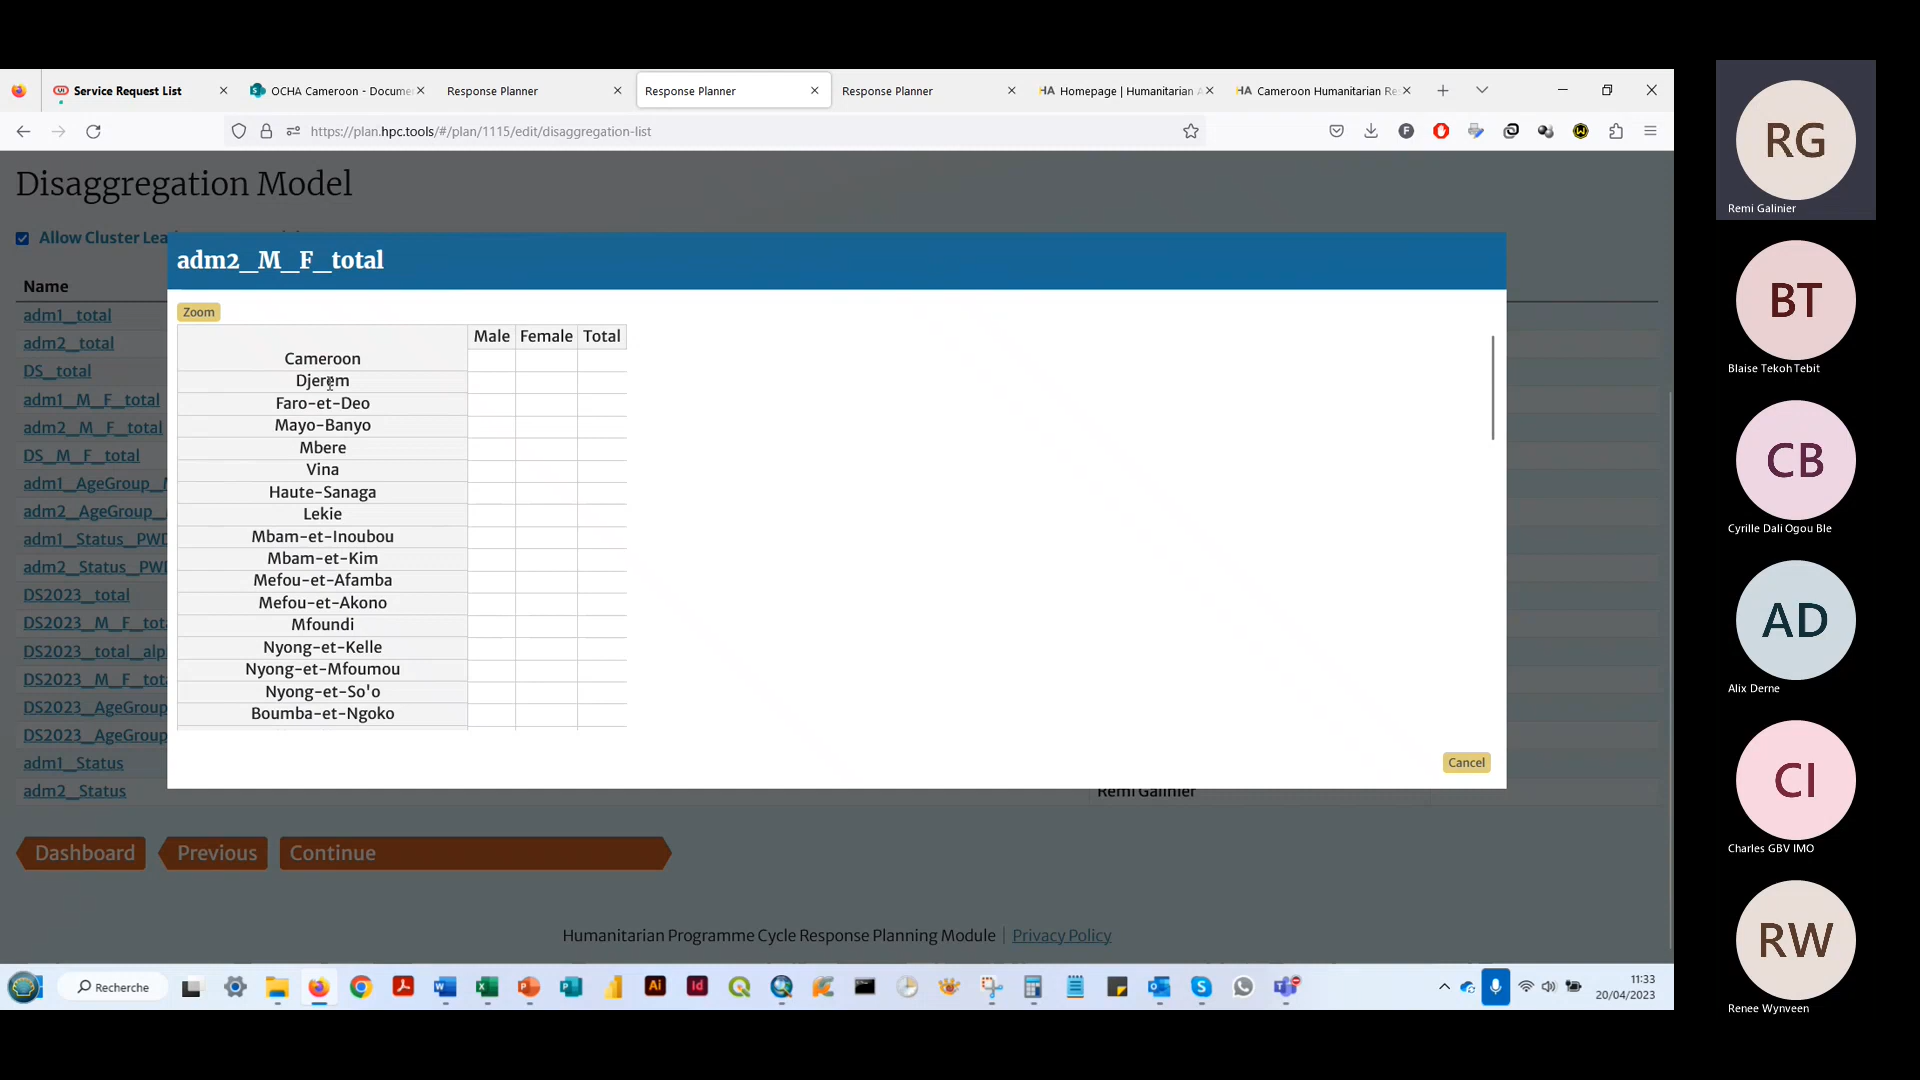 Service Request List
OCHA Cameroon - Docume
Response Planner
Response Planner
Response Planner
HA Homepage | Humanitarian A
HA Cameroon Humanitarian Re
https://plan.hpc.tools/#/plan/1115/edit/disaggregation-list
Disaggregation Model
Allow Cluster Lea
Name
adm1_total
adm2_total
DS_total
adm1_M_F_total
adm2_M_F_total
DS_M_F_total
adm1_AgeGroup_
adm2_AgeGroup_
adm1_Status_PWD
adm2_Status_PWD
DS2023_total
DS2023_M_F_tota
DS2023_total_alp
DS2023_M_F_tota
DS2023_AgeGroup
DS2023_AgeGroup
adm1_Status
adm2_Status
adm2_M_F_total
Zoom
Male Female Total
Cameroon
Djerem
Faro-et-Deo
Mayo-Banyo
Mbere
Vina
Haute-Sanaga
Lekie
Mbam-et-Inoubou
Mbam-et-Kim
Mefou-et-Afamba
Mefou-et-Akono
Mfoundi
Nyong-et-Kelle
Nyong-et-Mfoumou
Nyong-et-So'o
Boumba-et-Ngoko
Cancel
Remi Galinier
Dashboard
Previous
Continue
Humanitarian Programme Cycle Response Planning Module | Privacy Policy
Recherche
11:33
20/04/2023
RG
Remi Galinier
BT
Blaise Tekoh Tebit
CB
Cyrille Dali Ogou Ble
AD
Alix Derne
CI
Charles GBV IMO
RW
Renee Wynveen